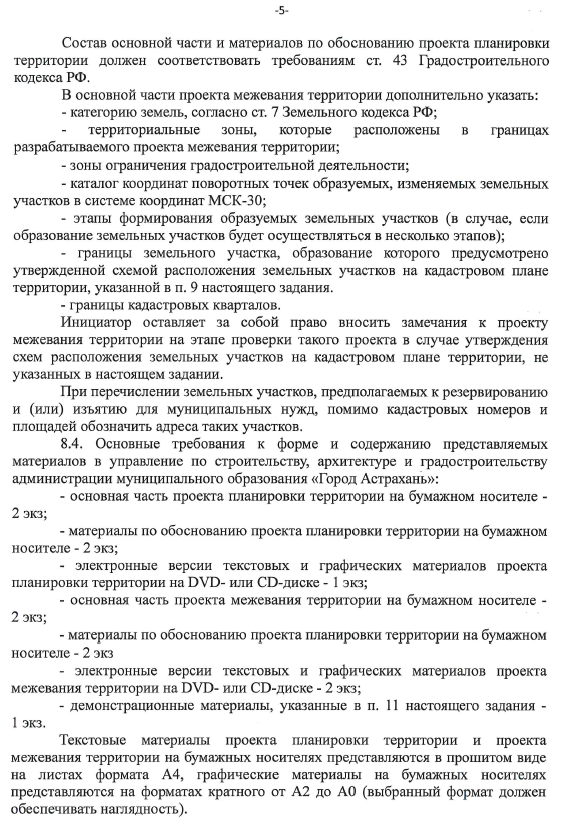 -5-
Состав основной части и материалов по обоснованию проекта планировки
территории должен соответствовать требованиям ст. 43 Градостроительного
кодекса РФ.
В основной части проекта межевания территории дополнительно указать:
- категорию земель, согласно ст. 7 Земельного кодекса РФ;
- территориальные зоны, которые расположены в границах
разрабатываемого проекта межевания территории;
- зоны ограничения градостроительной деятельности;
- каталог координат поворотных точек образуемых, изменяемых земельных
участков в системе координат МСК-30;
- этапы формирования образуемых земельных участков (в случае, если
образование земельных участков будет осуществляться в несколько этапов);
- границы земельного участка, образование которого предусмотрено
утвержденной схемой расположения земельных участков на кадастровом плане
территории, указанной в п. 9 настоящего задания.
- границы кадастровых кварталов.
Инициатор оставляет за собой право вносить замечания к проекту
межевания территории на этапе проверки такого проекта в случае утверждения
схем расположения земельных участков на кадастровом плане территории, не
указанных в настоящем задании.
При перечислении земельных участков, предполагаемых к резервированию
и (или) изъятию для муниципальных нужд, помимо кадастровых номеров и
площадей обозначить адреса таких участков.
8.4. Основные требования к форме и содержанию представляемых
материалов в управление по строительству, архитектуре и градостроительству
администрации муниципального образования «Город Астрахань»:
- основная часть проекта планировки территории на бумажном носителе -
2 экз;
- материалы по обоснованию проекта планировки территории на бумажном
носителе - 2 экз;
- электронные версии текстовых и графических материалов проекта
планировки территории на DVD- или CD-диске - 1 экз;
- основная часть проекта межевания территории на бумажном носителе -
2 экз;
- материалы по обоснованию проекта планировки территории на бумажном
носителе - 2 экз
- электронные версии текстовых и графических материалов проекта
межевания территории на DVD- или CD-диске - 2 экз;
- демонстрационные материалы, указанные в п. 11 настоящего задания -
1 экз.
Текстовые материалы проекта планировки территории и проекта
межевания территории на бумажных носителях представляются в прошитом виде
на листах формата А4, графические материалы на бумажных носителях
представляются на форматах кратного от А2 до А0 (выбранный формат должен
обеспечивать наглядность).